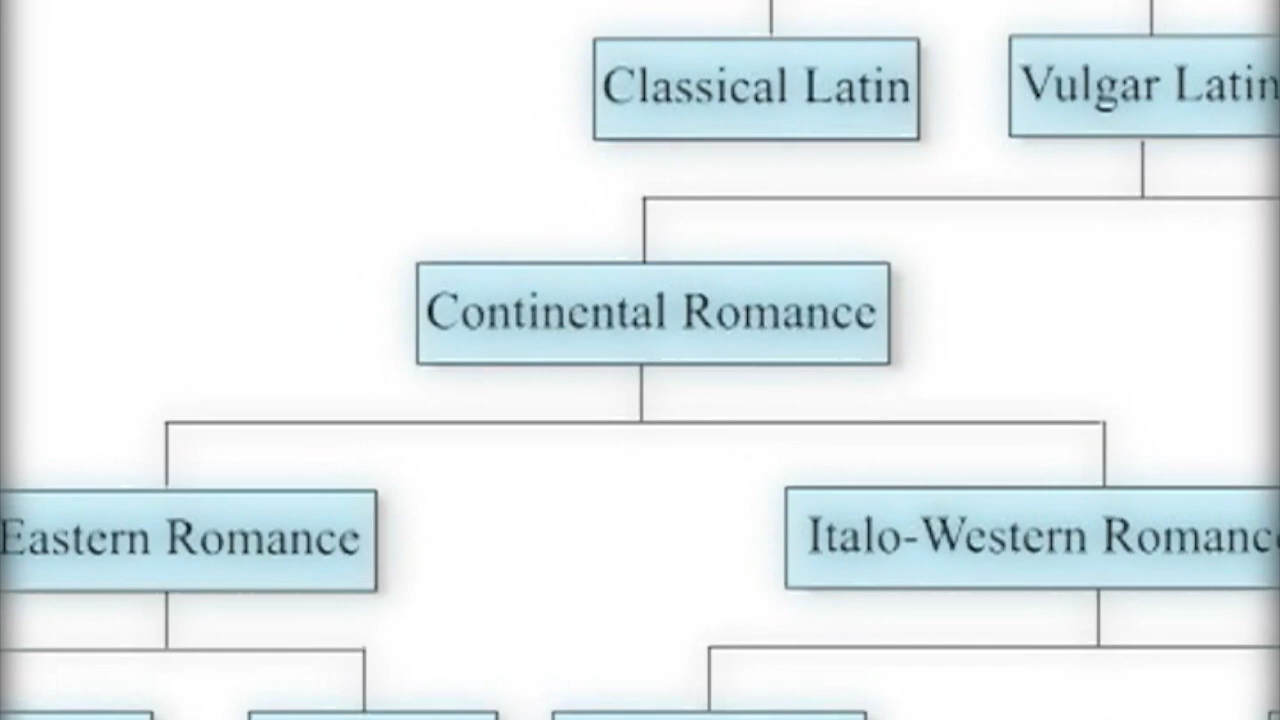 Classical Latin
Vulgar Latin
Continental Romance
Eastern Romance
Italo-Western Romance